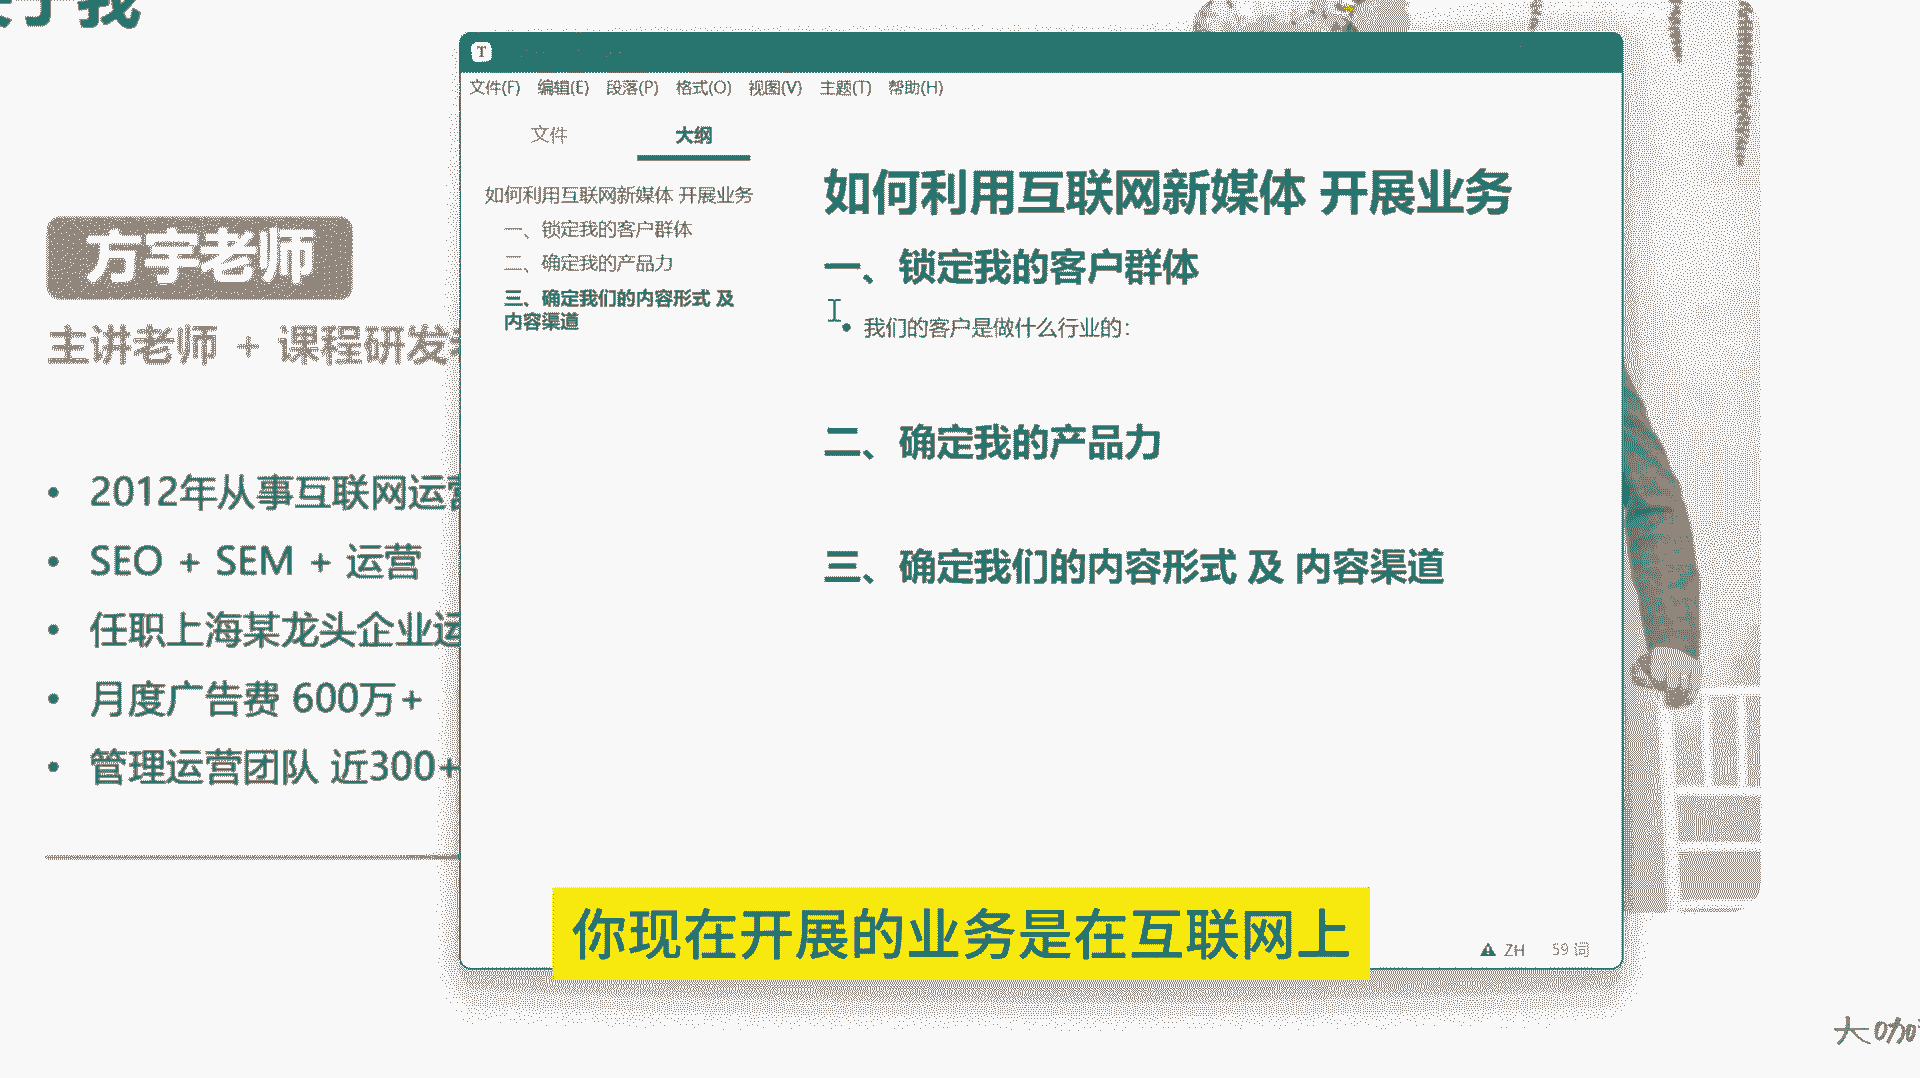 方宇老师
主讲老师 + 课程研发
2012年从事互联网运营
SEO + SEM + 运营
任职上海某龙头企业运
月度广告费 600万+
管理运营团队 近300+
T
文件(F) 编辑(E) 段落(P) 格式(O) 视图(V) 主题(T) 帮助(H)
文件 大纲
如何利用互联网新媒体 开展业务
一、锁定我的客户群体
二、确定我的产品力
三、确定我们的内容形式 及
内容渠道
如何利用互联网新媒体 开展业务
一、锁定我的客户群体
我们的客户是做什么行业的:
二、确定我的产品力
三、确定我们的内容形式 及 内容渠道
ZH 59 词
你现在开展的业务是在互联网上
大咖